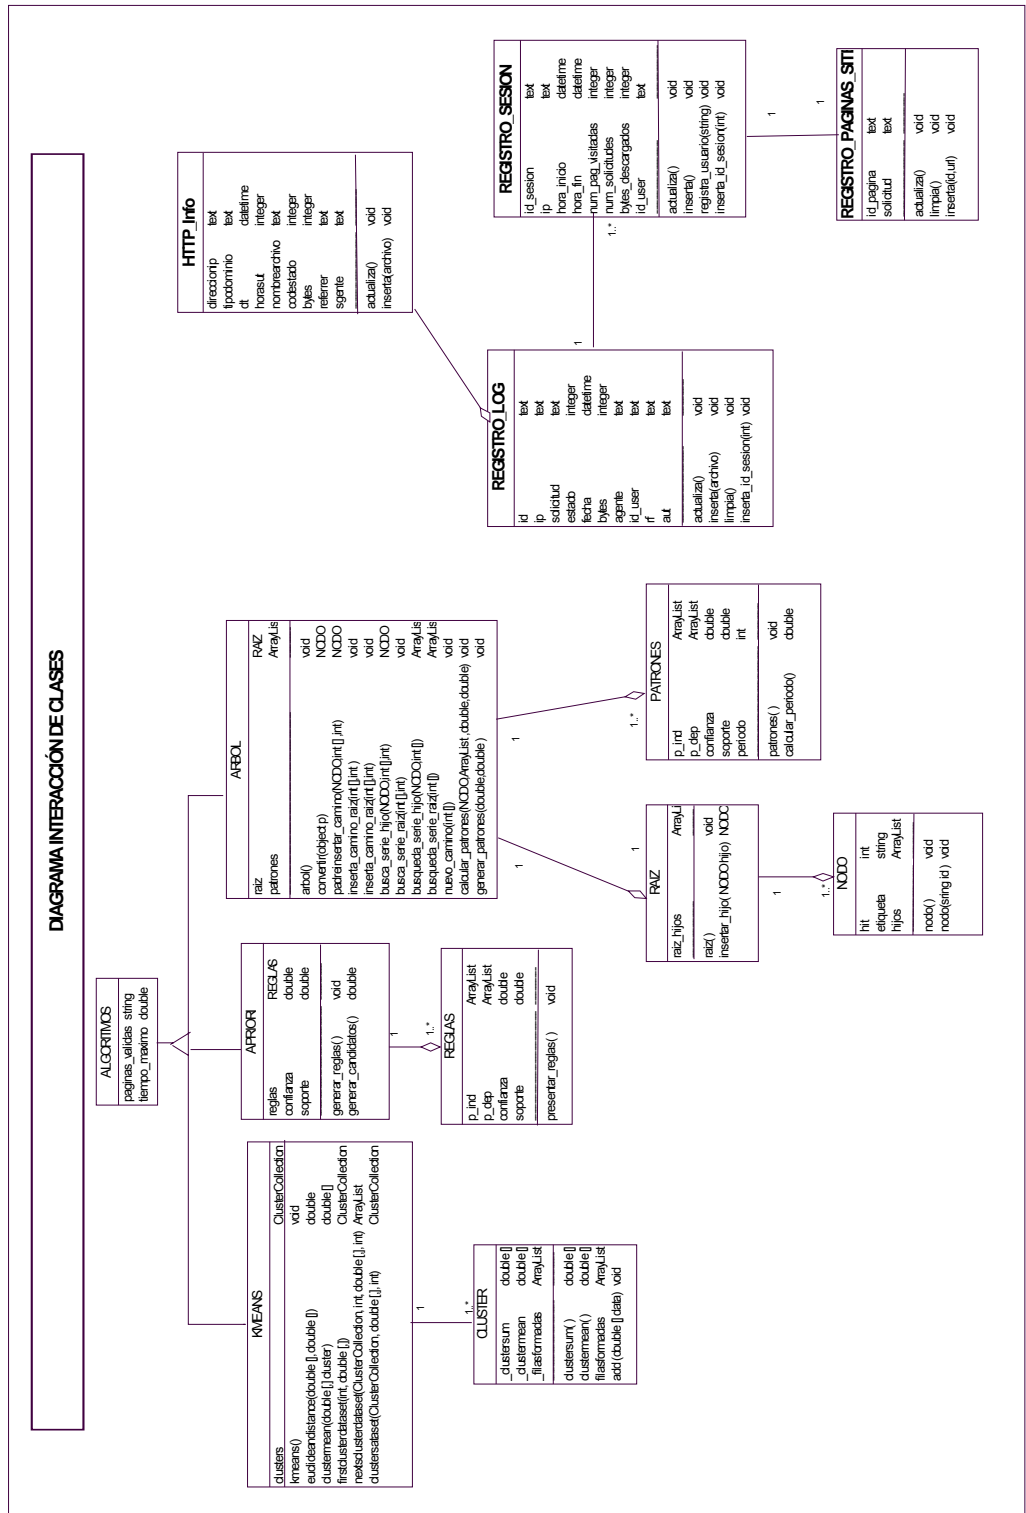 DIAGRAMA INTERACCIÓN DE CLASES
ALGORITMOS
paginas_validas string
tiempo_maximo double
KMEANS
clusters ClusterCollection
kmeans() void
euclideandistance(double [], double []) double
clustermean(double [,] cluster) double []
firstclusterdataset(int, double [,]) ClusterCollection
nextsclusterdataset(ClusterCollection, int, double [,], int) ArrayList
clustersataset(ClusterCollection, double [,], int) ClusterCollection
1
1..*
CLUSTER
_clustersum double []
_clustermean double []
_filasformadas ArrayList
clustersum() double []
clustermean() double []
filasformadas ArrayList
add (double [] data) void
APRIORI
reglas REGLAS
confianza double
soporte double
generar_reglas() void
generar_candidatos() double
1
1..*
REGLAS
p_ind ArrayList
p_dep ArrayList
confianza double
soporte double
presentar_reglas( ) void
ARBOL
raiz RAIZ
patrones ArrayLis
arbol() void
convertir(object p) NODO
padreinsertar_camino(NODO,int [] ,int) NODO
inserta_camino_raiz(int [],int ) void
inserta_camino_raiz(int [],int) void
busca_serie_hijo(NODO,int [],int) NODO
busca_serie_raiz(int [],int) void
busqueda_serie_hijo(NODO,int []) ArrayLis
busqueda_serie_raiz(int []) ArrayLis
nuevo_camino(int []) void
calcular_patrones(NODO,ArrayList ,double,double) void
generar_patrones(double,double) void
1
1
RAIZ
raiz_hijos ArrayLi
raiz() void
insertar_hijo( NODO hijo) NODO
1
1..*
NODO
hit int
etiqueta string
hijos ArrayList
nodo() void
nodo(sring id ) void
1
1..*
PATRONES
p_ind ArrayList
p_dep ArrayList
confianza double
soporte double
periodo int
patrones( ) void
calcular_periodo() double
HTTP_Info
direccionip text
tipodominio text
dt datetime
horasut integer
nombrearchivo text
codestado integer
bytes integer
referrer text
sgente text
actualiza() void
inserta(archivo) void
REGISTRO_LOG
id text
ip text
solicitud text
estado integer
fecha datetime
bytes integer
agente text
id_user text
rf text
aut text
actualiza() void
inserta(archivo) void
limpia() void
inserta_id_sesion(int) void
1
1..*
REGISTRO_SESION
id_sesion text
ip text
hora_inicio datetime
hora_fin datetime
num_pag_visitadas integer
num_solicitudes integer
bytes_descargados integer
id_user text
actualiza() void
inserta() void
registra_usuario(string) void
inserta_id_sesion(int) void
1
1
REGISTRO_PAGINAS_SITI
id_pagina text
solicitud text
actualiza() void
limpia() void
inserta(id,url) void